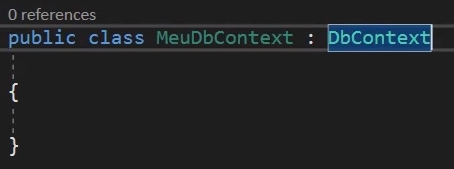 0 references
public class MeuDbContext : DbContext
{
}